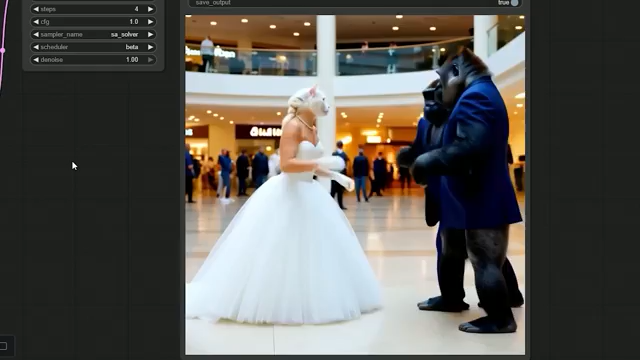 steps 4
cfg 1.0
sampler_name sa_solver
scheduler beta
denoise 1.00
save_output true